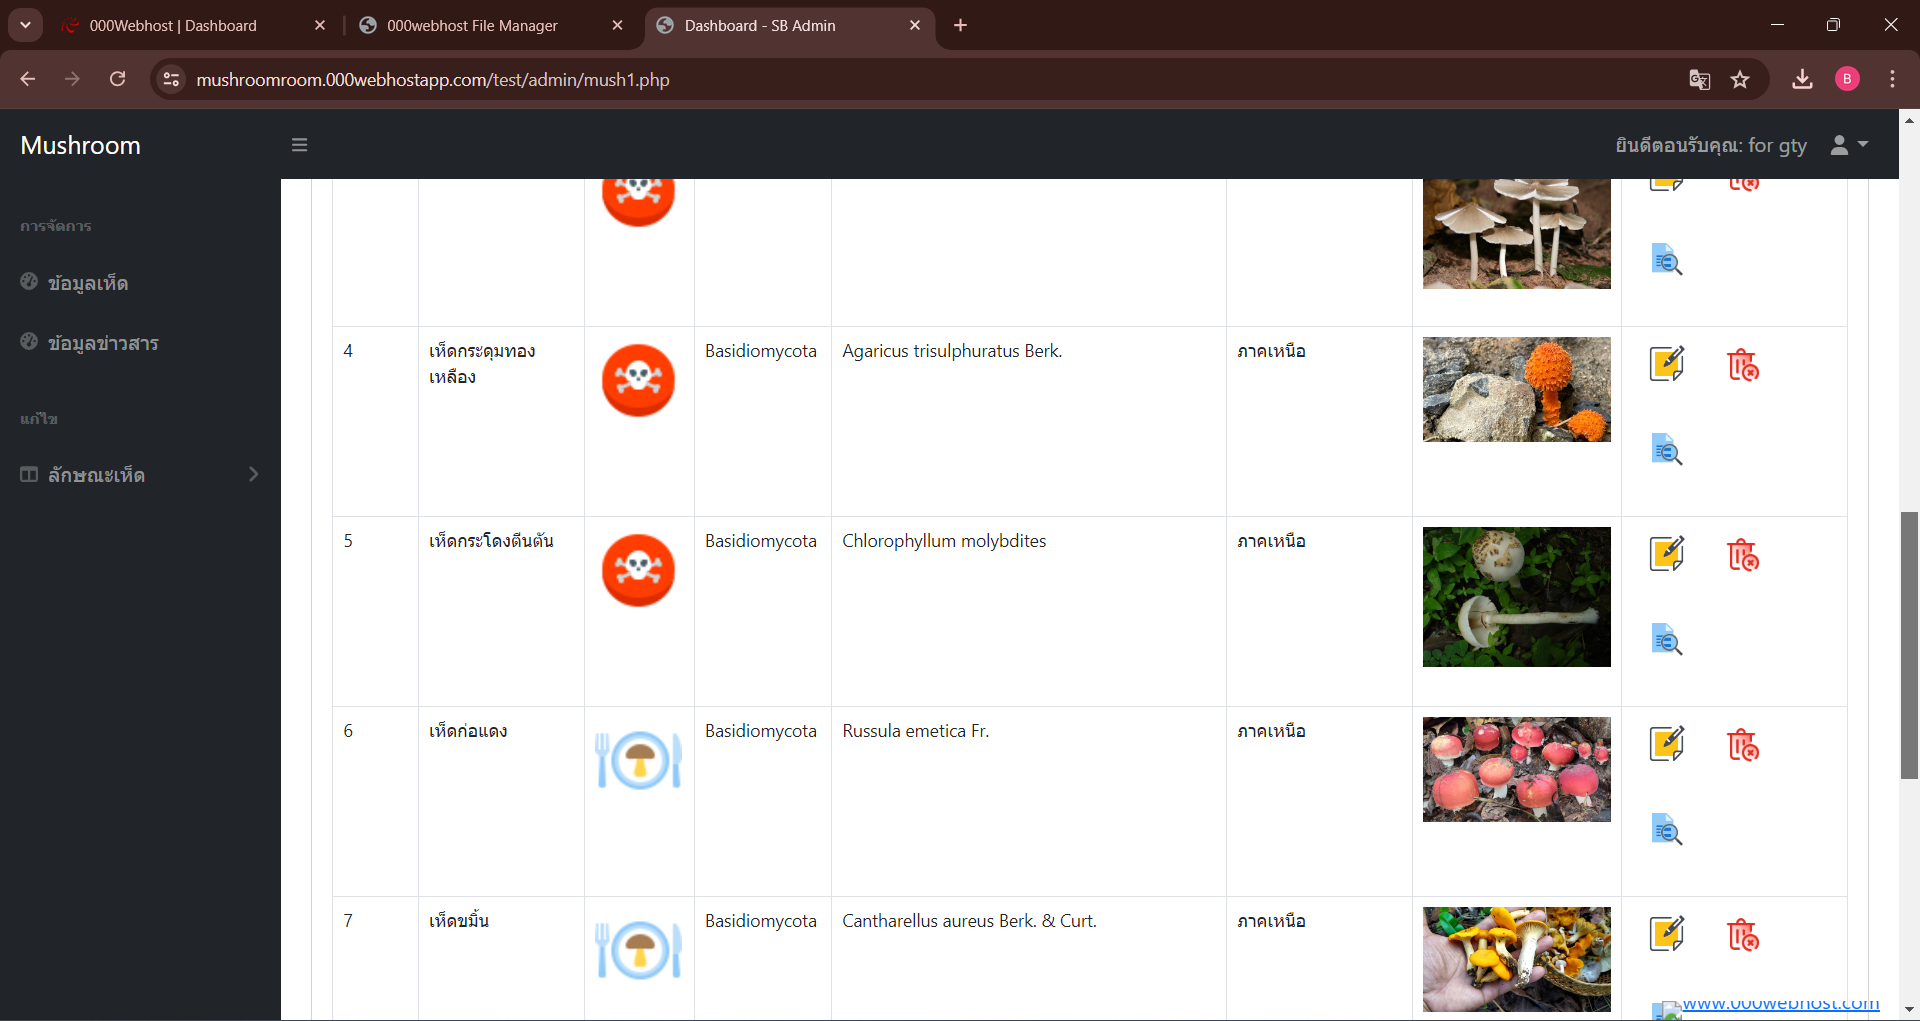 000Webhost | Dashboard
000webhost File Manager
Dashboard - SB Admin
mushroomroom.000webhostapp.com/test/admin/mush1.php
B
Mushroom
ยินดีตอนรับคุณ: for gty
การจัดการ
ข้อมูลเห็ด
ข้อมูลข่าวสาร
แก้ไข
ลักษณะเห็ด
4
เห็ดกระดุมทอง
เหลือง
Basidiomycota
Agaricus trisulphuratus Berk.
ภาคเหนือ
5
เห็ดกระโดงตีนตัน
Basidiomycota
Chlorophyllum molybdites
ภาคเหนือ
6
เห็ดก่อแดง
Basidiomycota
Russula emetica Fr.
ภาคเหนือ
7
เห็ดขมิ้น
Basidiomycota
Cantharellus aureus Berk. & Curt.
ภาคเหนือ
www.000webhost.com